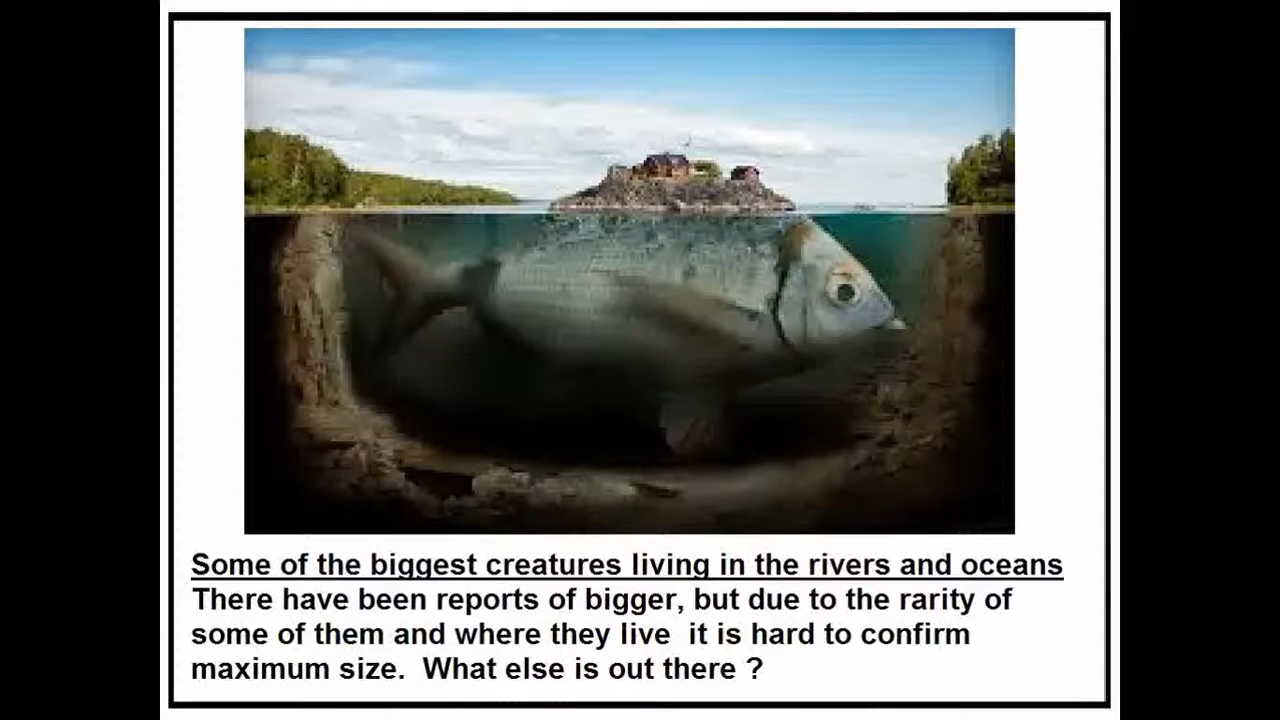 Some of the biggest creatures living in the rivers and oceans
There have been reports of bigger, but due to the rarity of
some of them and where they live  it is hard to confirm
maximum size.  What else is out there ?